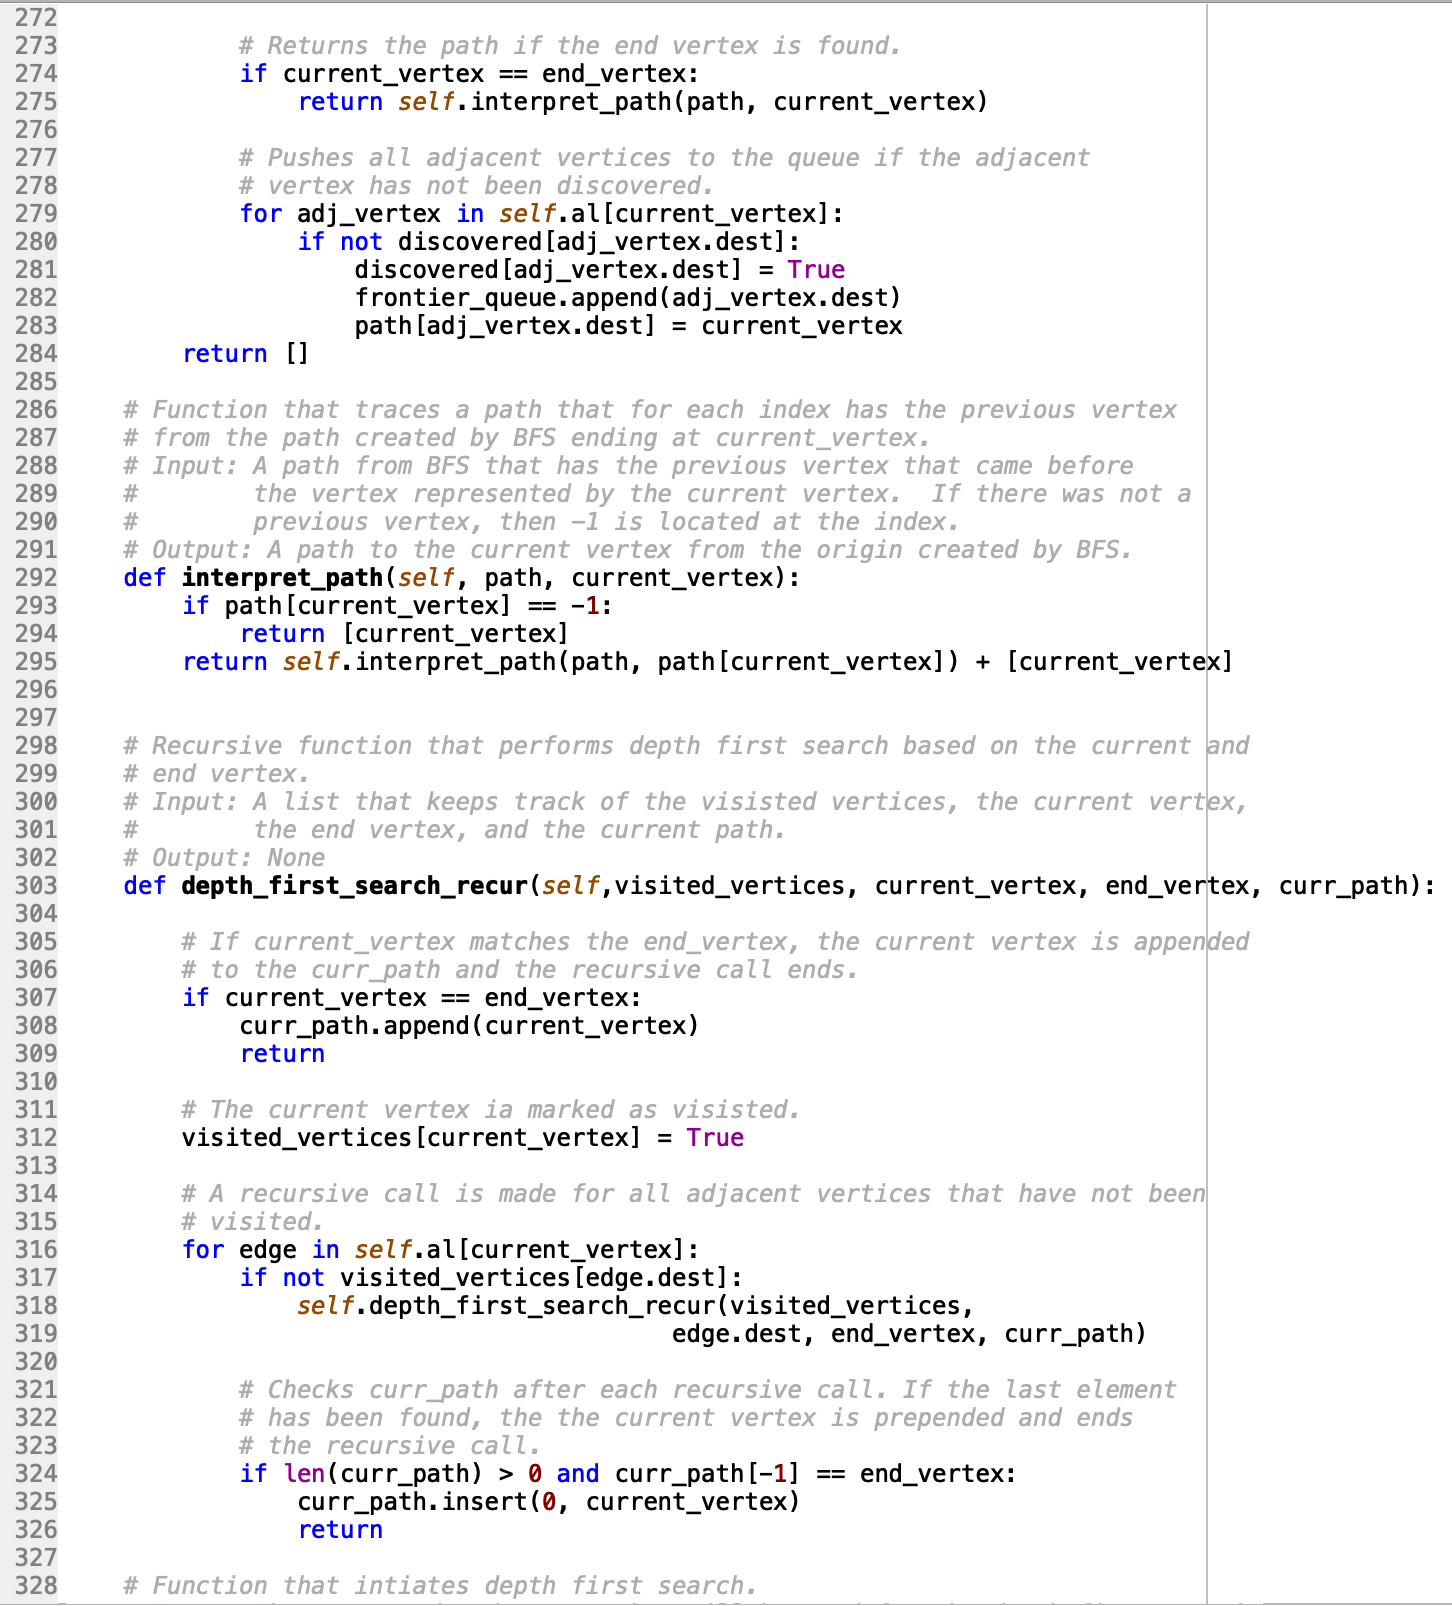 272
273 # Returns the path if the end vertex is found.
274 if current_vertex == end_vertex:
275 return self.interpret_path(path, current_vertex)
276
277 # Pushes all adjacent vertices to the queue if the adjacent
278 # vertex has not been discovered.
279 for adj_vertex in self.al[current_vertex]:
280 if not discovered[adj_vertex.dest]:
281 discovered[adj_vertex.dest] = True
282 frontier_queue.append(adj_vertex.dest)
283 path[adj_vertex.dest] = current_vertex
284 return []
285
286 # Function that traces a path that for each index has the previous vertex
287 # from the path created by BFS ending at current_vertex.
288 # Input: A path from BFS that has the previous vertex that came before
289 # the vertex represented by the current vertex. If there was not a
290 # previous vertex, then -1 is located at the index.
291 # Output: A path to the current vertex from the origin created by BFS.
292 def interpret_path(self, path, current_vertex):
293 if path[current_vertex] == -1:
294 return [current_vertex]
295 return self.interpret_path(path, path[current_vertex]) + [current_vertex]
296
297
298 # Recursive function that performs depth first search based on the current and
299 # end vertex.
300 # Input: A list that keeps track of the visisted vertices, the current vertex,
301 # the end vertex, and the current path.
302 # Output: None
303 def depth_first_search_recur(self,visited_vertices, current_vertex, end_vertex, curr_path):
304
305 # If current_vertex matches the end_vertex, the current vertex is appended
306 # to the curr_path and the recursive call ends.
307 if current_vertex == end_vertex:
308 curr_path.append(current_vertex)
309 return
310
311 # The current vertex ia marked as visisted.
312 visited_vertices[current_vertex] = True
313
314 # A recursive call is made for all adjacent vertices that have not been
315 # visited.
316 for edge in self.al[current_vertex]:
317 if not visited_vertices[edge.dest]:
318 self.depth_first_search_recur(visited_vertices,
319 edge.dest, end_vertex, curr_path)
320
321 # Checks curr_path after each recursive call. If the last element
322 # has been found, the the current vertex is prepended and ends
323 # the recursive call.
324 if len(curr_path) > 0 and curr_path[-1] == end_vertex:
325 curr_path.insert(0, current_vertex)
326 return
327
328 # Function that intiates depth first search.